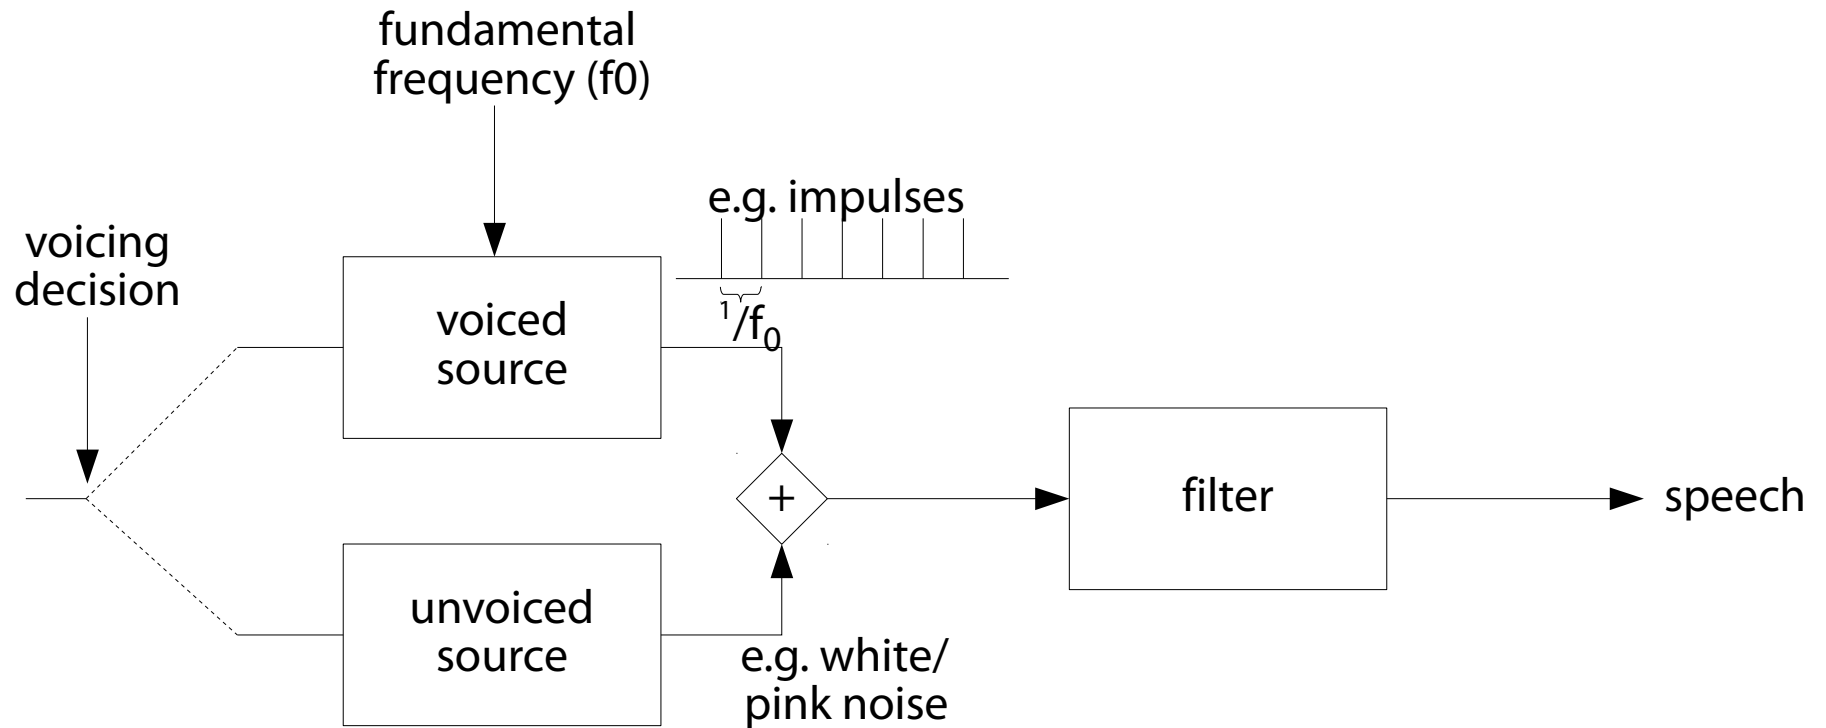 fundamental
frequency (f0)
e.g. impulses
voicing
decision
voiced
source
1/f0
+
filter
speech
unvoiced
source
e.g. white/
pink noise